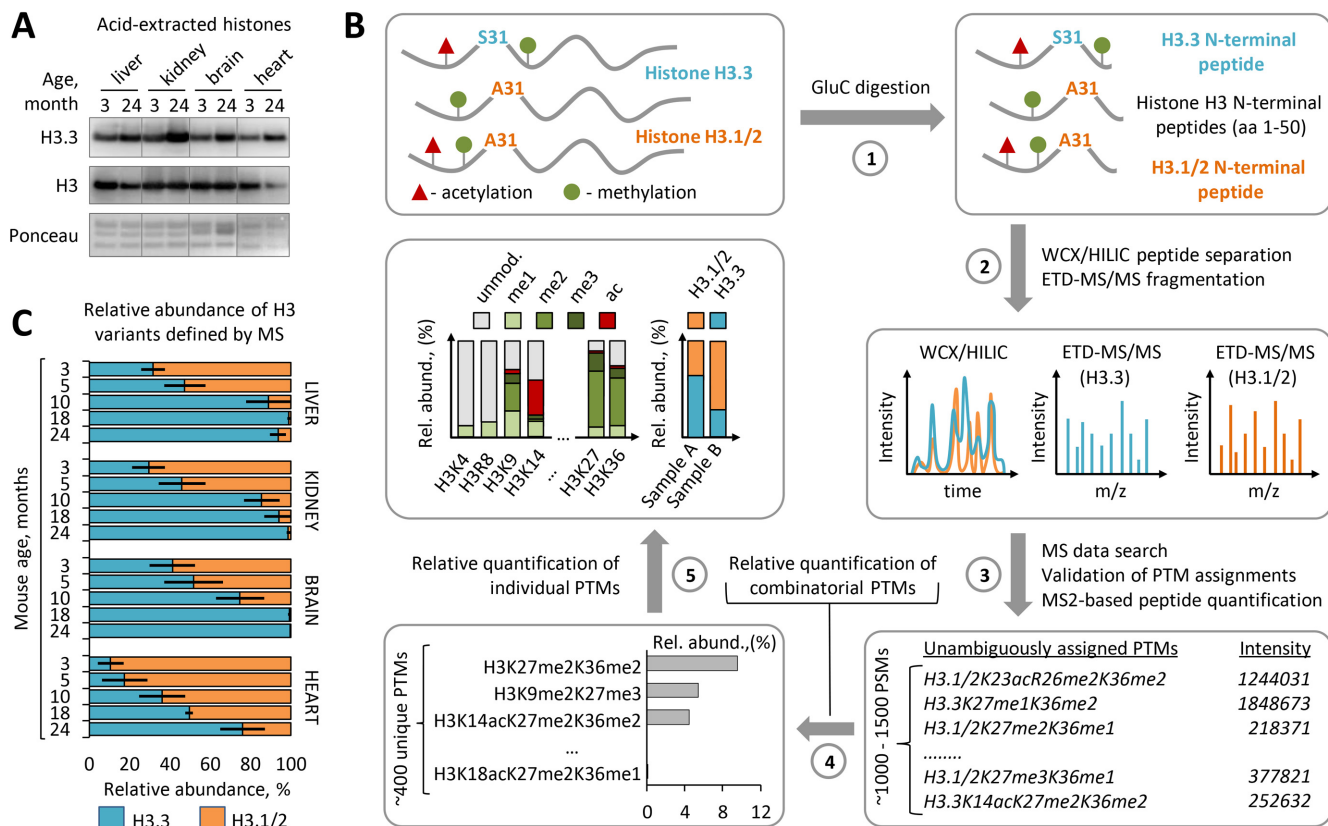 A
Acid-extracted histones
liver kidney brain heart
Age, month
3 24 3 24 3 24 3 24
H3.3
H3
Ponceau
B
S31
Histone H3.3
A31
Histone H3.1/2
A31
- acetylation
- methylation
GluC digestion
1
S31
H3.3 N-terminal
peptide
A31
Histone H3 N-terminal
peptides (aa 1-50)
A31
H3.1/2 N-terminal
peptide
2
WCX/HILIC peptide separation
ETD-MS/MS fragmentation
WCX/HILIC
Intensity
time
ETD-MS/MS
(H3.3)
Intensity
m/z
ETD-MS/MS
(H3.1/2)
Intensity
m/z
3
MS data search
Validation of PTM assignments
MS2-based peptide quantification
~1000 - 1500 PSMs
Unambiguously assigned PTMs Intensity
H3.1/2K23acR26me2K36me2 1244031
H3.3K27me1K36me2 1848673
H3.1/2K27me2K36me1 218371
........
H3.1/2K27me3K36me1 377821
H3.3K14acK27me2K36me2 252632
4
Relative quantification of
combinatorial PTMs
~400 unique PTMs
Rel. abund.,(%)
H3K27me2K36me2
H3K9me2K27me3
H3K14acK27me2K36me2
...
H3K18acK27me2K36me1
0 4 8 12
5
Relative quantification of
individual PTMs
unmod. me1 me2 me3 ac
Rel. abund., (%)
H3K4 H3R8 H3K9 H3K14 ... H3K27 H3K36
...
H3.1/2 H3.3
Rel. abund., (%)
Sample A Sample B
C
Relative abundance of H3
variants defined by MS
Mouse age, months
3
5
10
18
24
LIVER
3
5
10
18
24
KIDNEY
3
5
10
18
24
BRAIN
3
5
10
18
24
HEART
0 20 40 60 80 100
Relative abundance, %
H3.3 H3.1/2